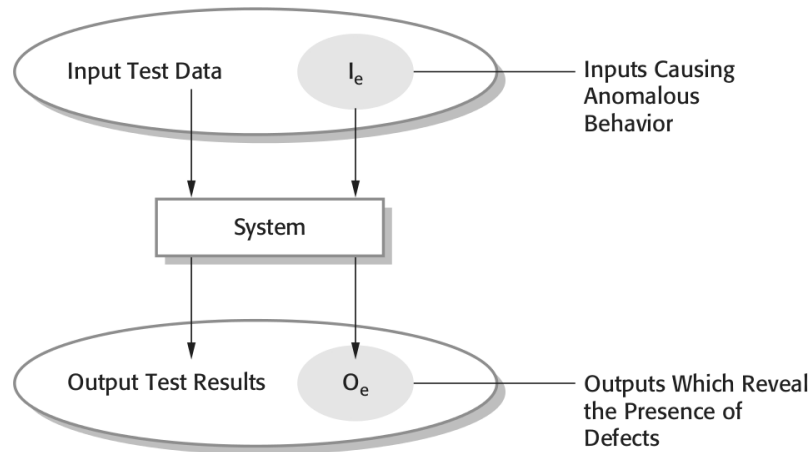 Input Test Data
Iₑ
Inputs Causing
Anomalous
Behavior
System
Output Test Results
Oₑ
Outputs Which Reveal
the Presence of
Defects